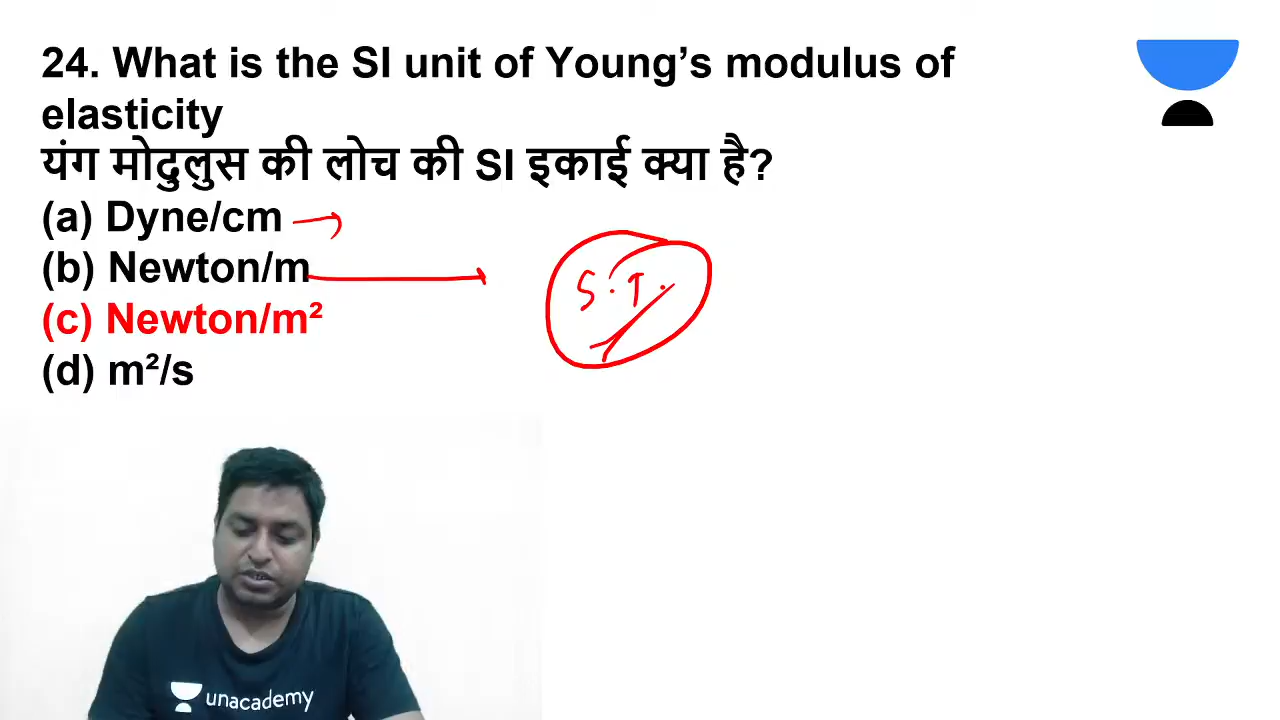 24. What is the SI unit of Young’s modulus of
elasticity
यंग मोदुलुस की लोच की SI इकाई क्या है?
(a) Dyne/cm
(b) Newton/m
(c) Newton/m²
(d) m²/s
S.T.
unacademy